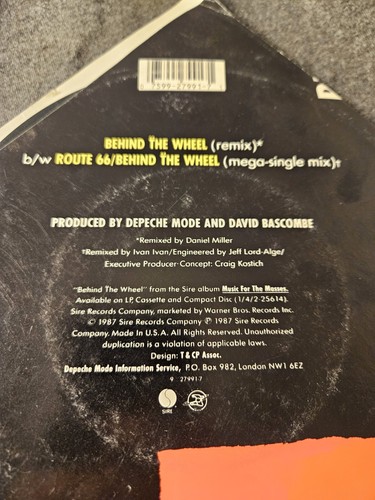 BEHIND THE WHEEL (remix)*
b/w ROUTE 66/BEHIND THE WHEEL (mega-single mix)†
PRODUCED BY DEPECHE MODE AND DAVID BASCOMBE
*Remixed by Daniel Miller
†Remixed by Ivan Ivan/Engineered by Jeff Lord-Alge/
Executive Producer-Concept: Craig Kostich
"Behind The Wheel" from the Sire album Music For The Masses.
Available on LP, Cassette and Compact Disc (1/4/2-25614).
Sire Records Company, marketed by Warner Bros. Records Inc.
© 1987 Sire Records Company ℗ 1987 Sire Records
Company. Made In U.S.A. All Rights Reserved. Unauthorized
duplication is a violation of applicable laws.
Design: T & CP Assoc.
Depeche Mode Information Service, P.O. Box 982, London NW1 6EZ
9 27991-7
SIRE